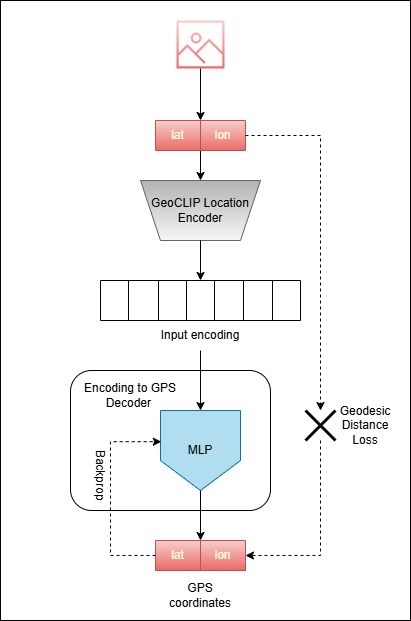 lat lon
GeoCLIP Location
Encoder
Input encoding
Encoding to GPS
Decoder
Geodesic
Distance
Loss
MLP
Backprop
lat lon
GPS
coordinates